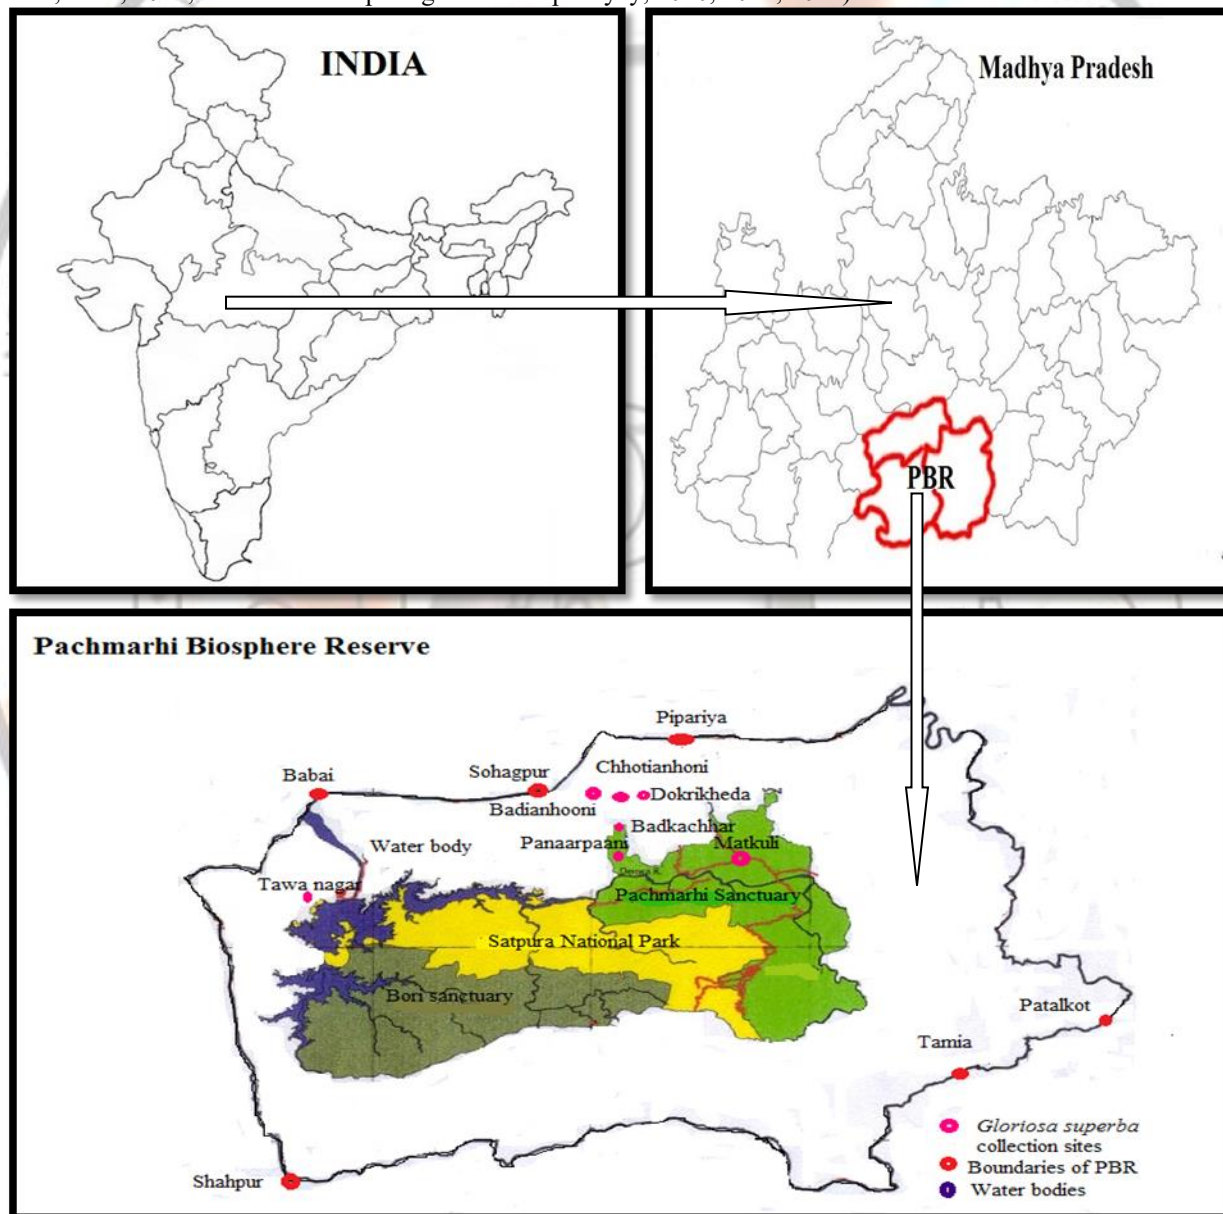 INDIA
Madhya Pradesh
PBR
Pachmarhi Biosphere Reserve
Pipariya
Chhotianhoni
Sohagpur
Babai
Dokrikheda
Badianhooni
Badkachhar
Panaarpaani
Matkuli
Water body
Tawa nagar
Pachmarhi Sanctuary
Satpura National Park
Bori sanctuary
Patalkot
Tamia
Gloriosa superba
collection sites
Boundaries of PBR
Water bodies
Shahpur